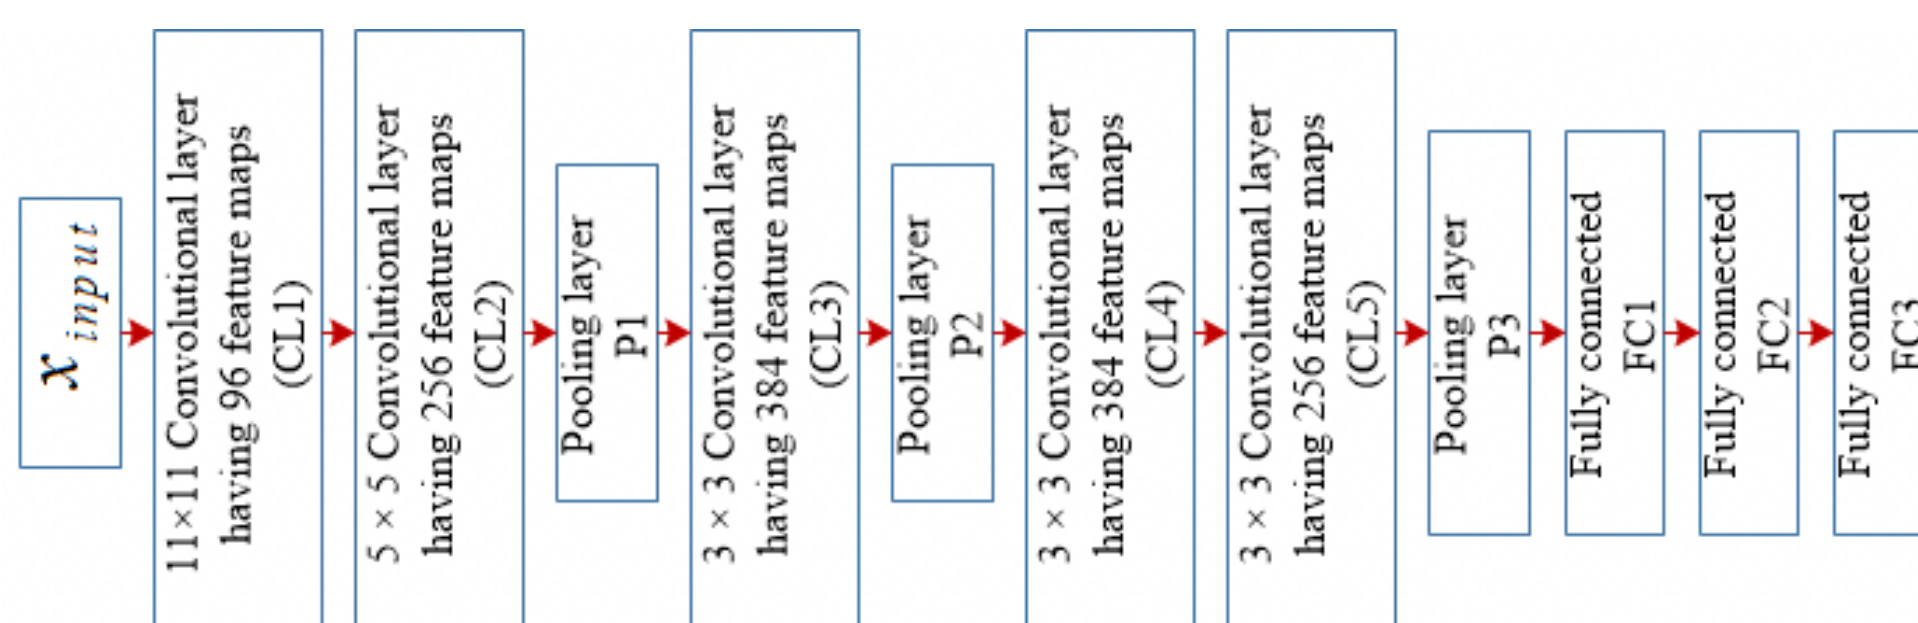 x input
11×11 Convolutional layer
having 96 feature maps
(CL1)
5 × 5 Convolutional layer
having 256 feature maps
(CL2)
Pooling layer
P1
3 × 3 Convolutional layer
having 384 feature maps
(CL3)
Pooling layer
P2
3 × 3 Convolutional layer
having 384 feature maps
(CL4)
3 × 3 Convolutional layer
having 256 feature maps
(CL5)
Pooling layer
P3
Fully connected
FC1
Fully connected
FC2
Fully connected
FC3